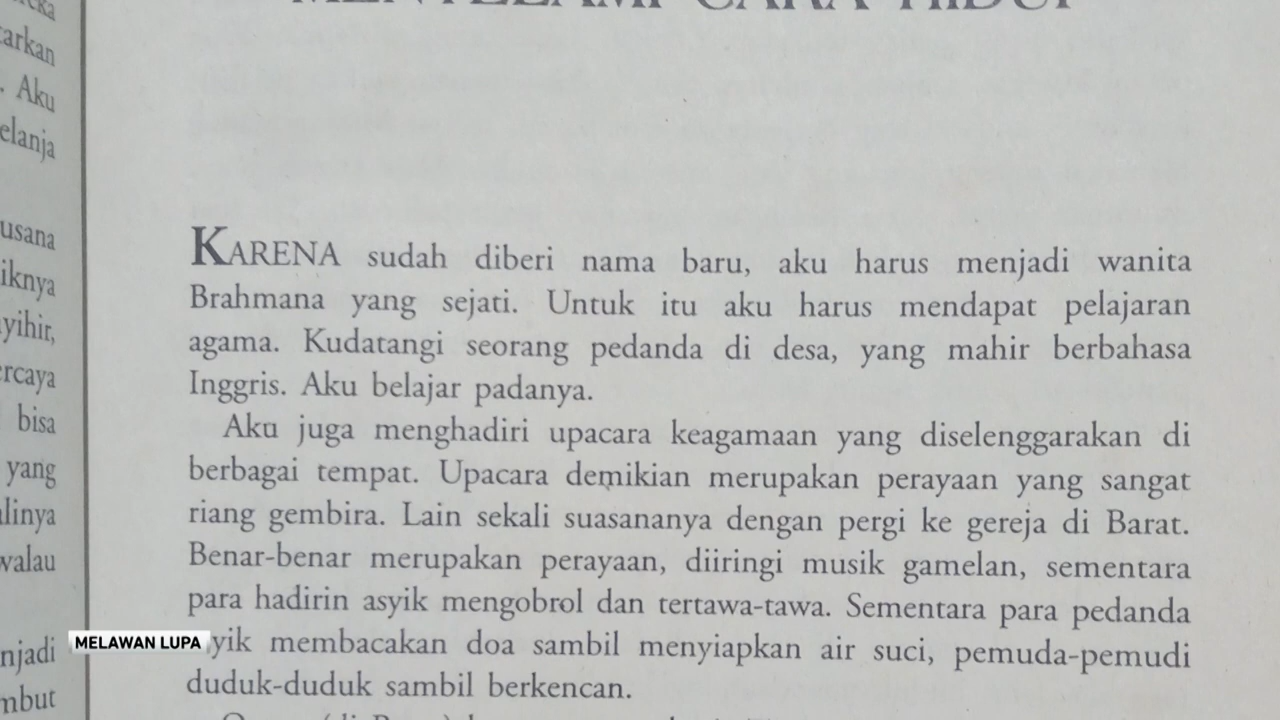 MENYELAMI CARA HIDUP
arkan
. Aku
elanja
usana
iknya
yihir,
rcaya
bisa
yang
linya
walau
njadi
mbut
KARENA sudah diberi nama baru, aku harus menjadi wanita
Brahmana yang sejati. Untuk itu aku harus mendapat pelajaran
agama. Kudatangi seorang pedanda di desa, yang mahir berbahasa
Inggris. Aku belajar padanya.
Aku juga menghadiri upacara keagamaan yang diselenggarakan di
berbagai tempat. Upacara demikian merupakan perayaan yang sangat
riang gembira. Lain sekali suasananya dengan pergi ke gereja di Barat.
Benar-benar merupakan perayaan, diiringi musik gamelan, sementara
para hadirin asyik mengobrol dan tertawa-tawa. Sementara para pedanda
yik membacakan doa sambil menyiapkan air suci, pemuda-pemudi
duduk-duduk sambil berkencan.
MELAWAN LUPA